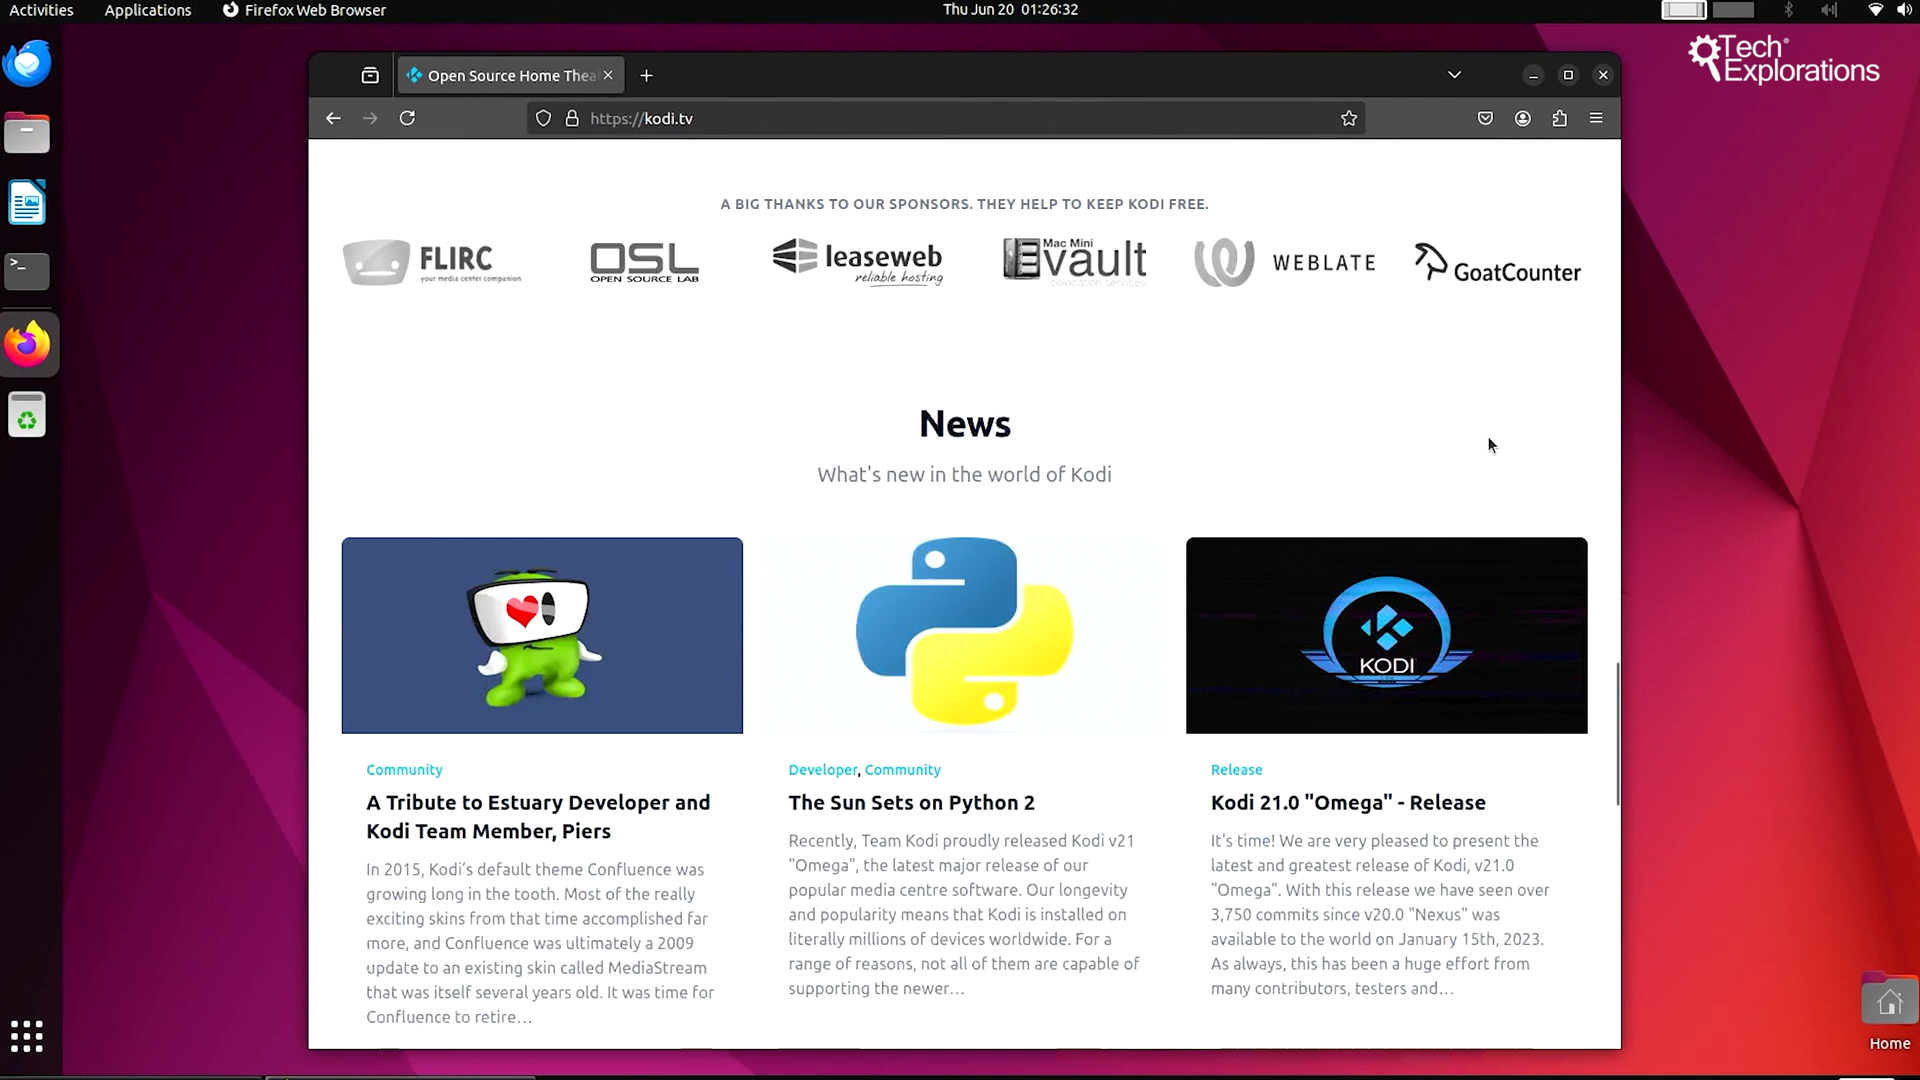 Activities
Applications
Firefox Web Browser
Thu Jun 20 01:26:32
Tech
Explorations
Open Source Home Thea
https://kodi.tv
A BIG THANKS TO OUR SPONSORS. THEY HELP TO KEEP KODI FREE.
FLIRC
your media center companion
OSL
OPEN SOURCE LAB
leaseweb
reliable hosting
Mac Mini
vault
colocation services
WEBLATE
GoatCounter
News
What's new in the world of Kodi
KODI
Community
A Tribute to Estuary Developer and
Kodi Team Member, Piers
In 2015, Kodi’s default theme Confluence was
growing long in the tooth. Most of the really
exciting skins from that time accomplished far
more, and Confluence was ultimately a 2009
update to an existing skin called MediaStream
that was itself several years old. It was time for
Confluence to retire…
Developer, Community
The Sun Sets on Python 2
Recently, Team Kodi proudly released Kodi v21
"Omega", the latest major release of our
popular media centre software. Our longevity
and popularity means that Kodi is installed on
literally millions of devices worldwide. For a
range of reasons, not all of them are capable of
supporting the newer…
Release
Kodi 21.0 "Omega" - Release
It's time! We are very pleased to present the
latest and greatest release of Kodi, v21.0
"Omega". With this release we have seen over
3,750 commits since v20.0 "Nexus" was
available to the world on January 15th, 2023.
As always, this has been a huge effort from
many contributors, testers and…
Home